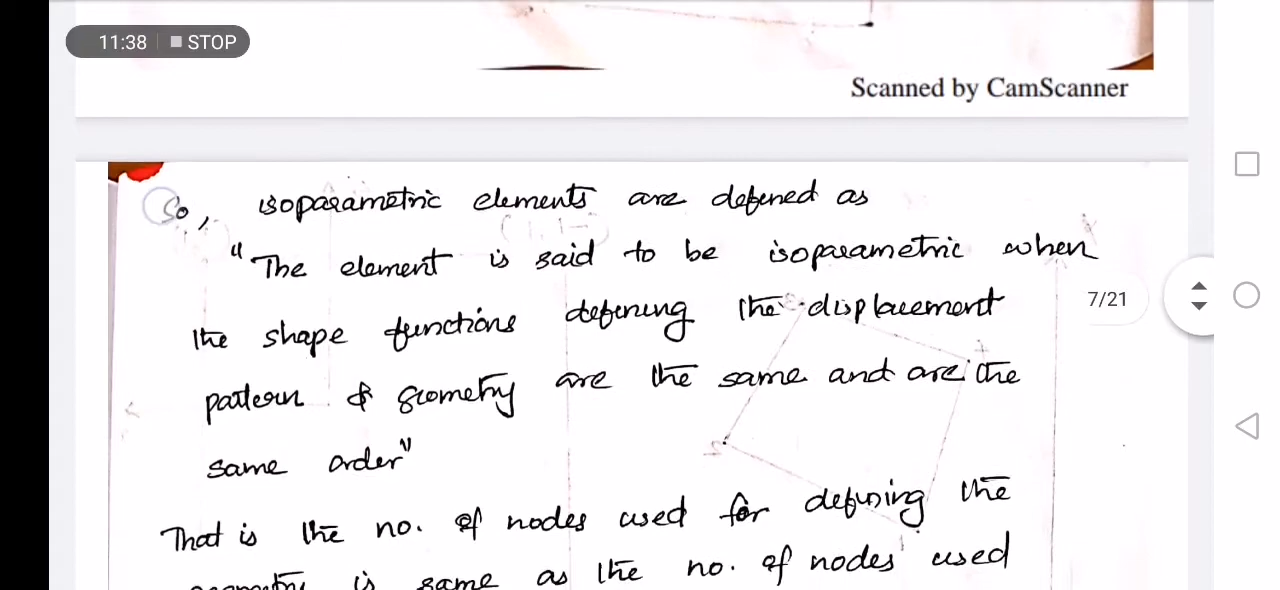 11:38 STOP
Scanned by CamScanner
So, isoparametric elements are defined as
"The element is said to be isoparametric when
7/21
the shape functions defining the displacement
pattern & geometry are the same and are the
same order"
That is the no. of nodes used for defining the
geometry is same as the no. of nodes used